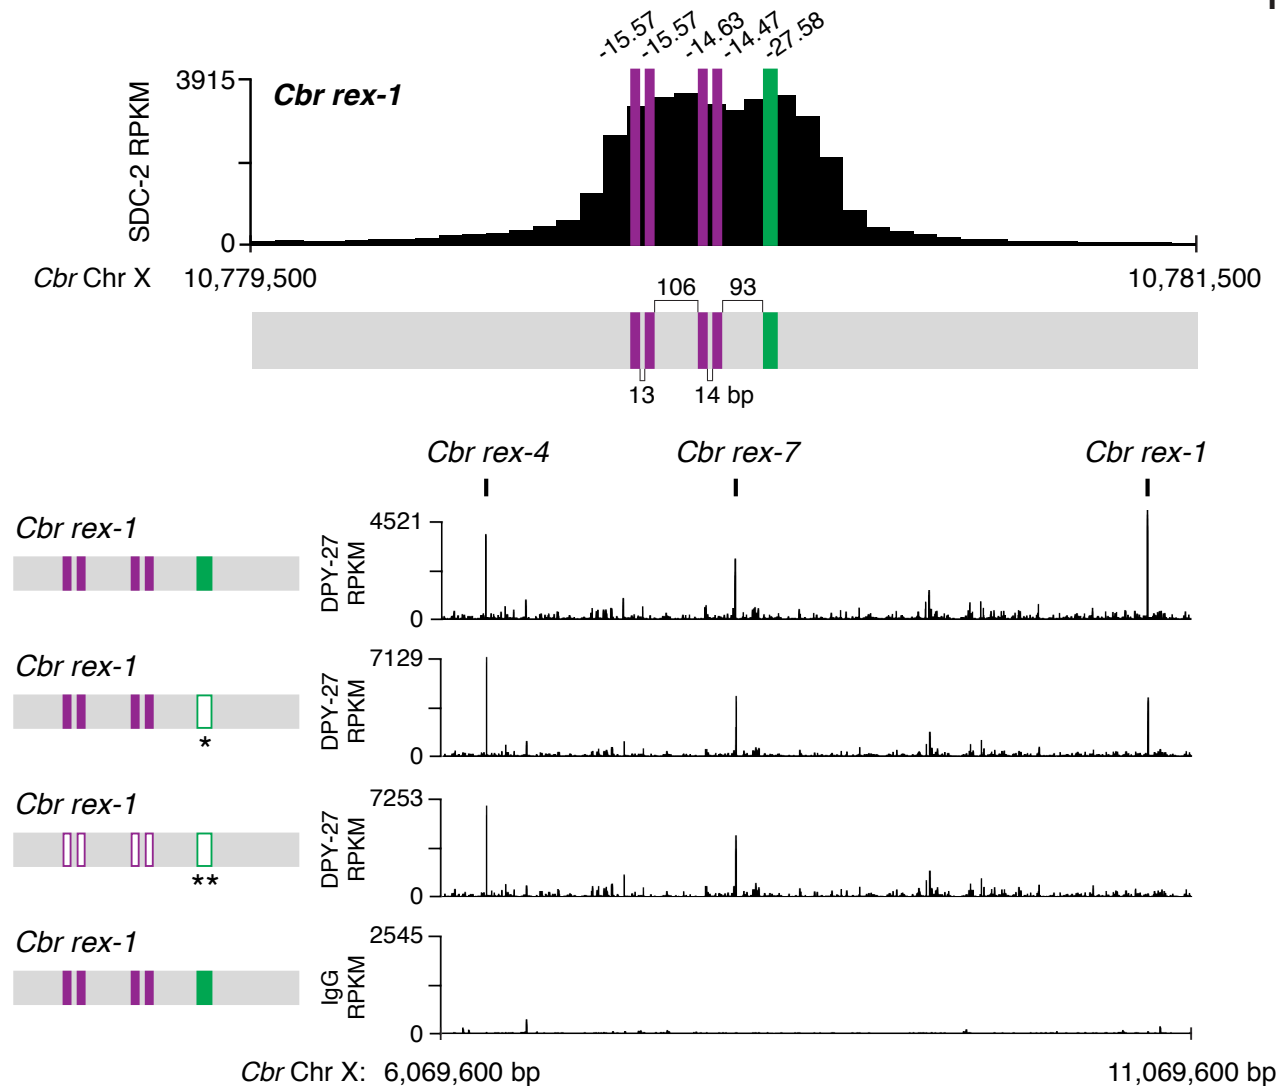 -15.57 -15.57 -14.63 -14.47 -27.58
3915
Cbr rex-1
SDC-2 RPKM
0
Cbr Chr X 10,779,500 10,781,500
106 93
13 14 bp
Cbr rex-4 Cbr rex-7 Cbr rex-1
Cbr rex-1
4521
DPY-27
RPKM
0
Cbr rex-1
7129
DPY-27
RPKM
0
*
Cbr rex-1
7253
DPY-27
RPKM
0
**
Cbr rex-1
2545
IgG
RPKM
0
Cbr Chr X: 6,069,600 bp 11,069,600 bp